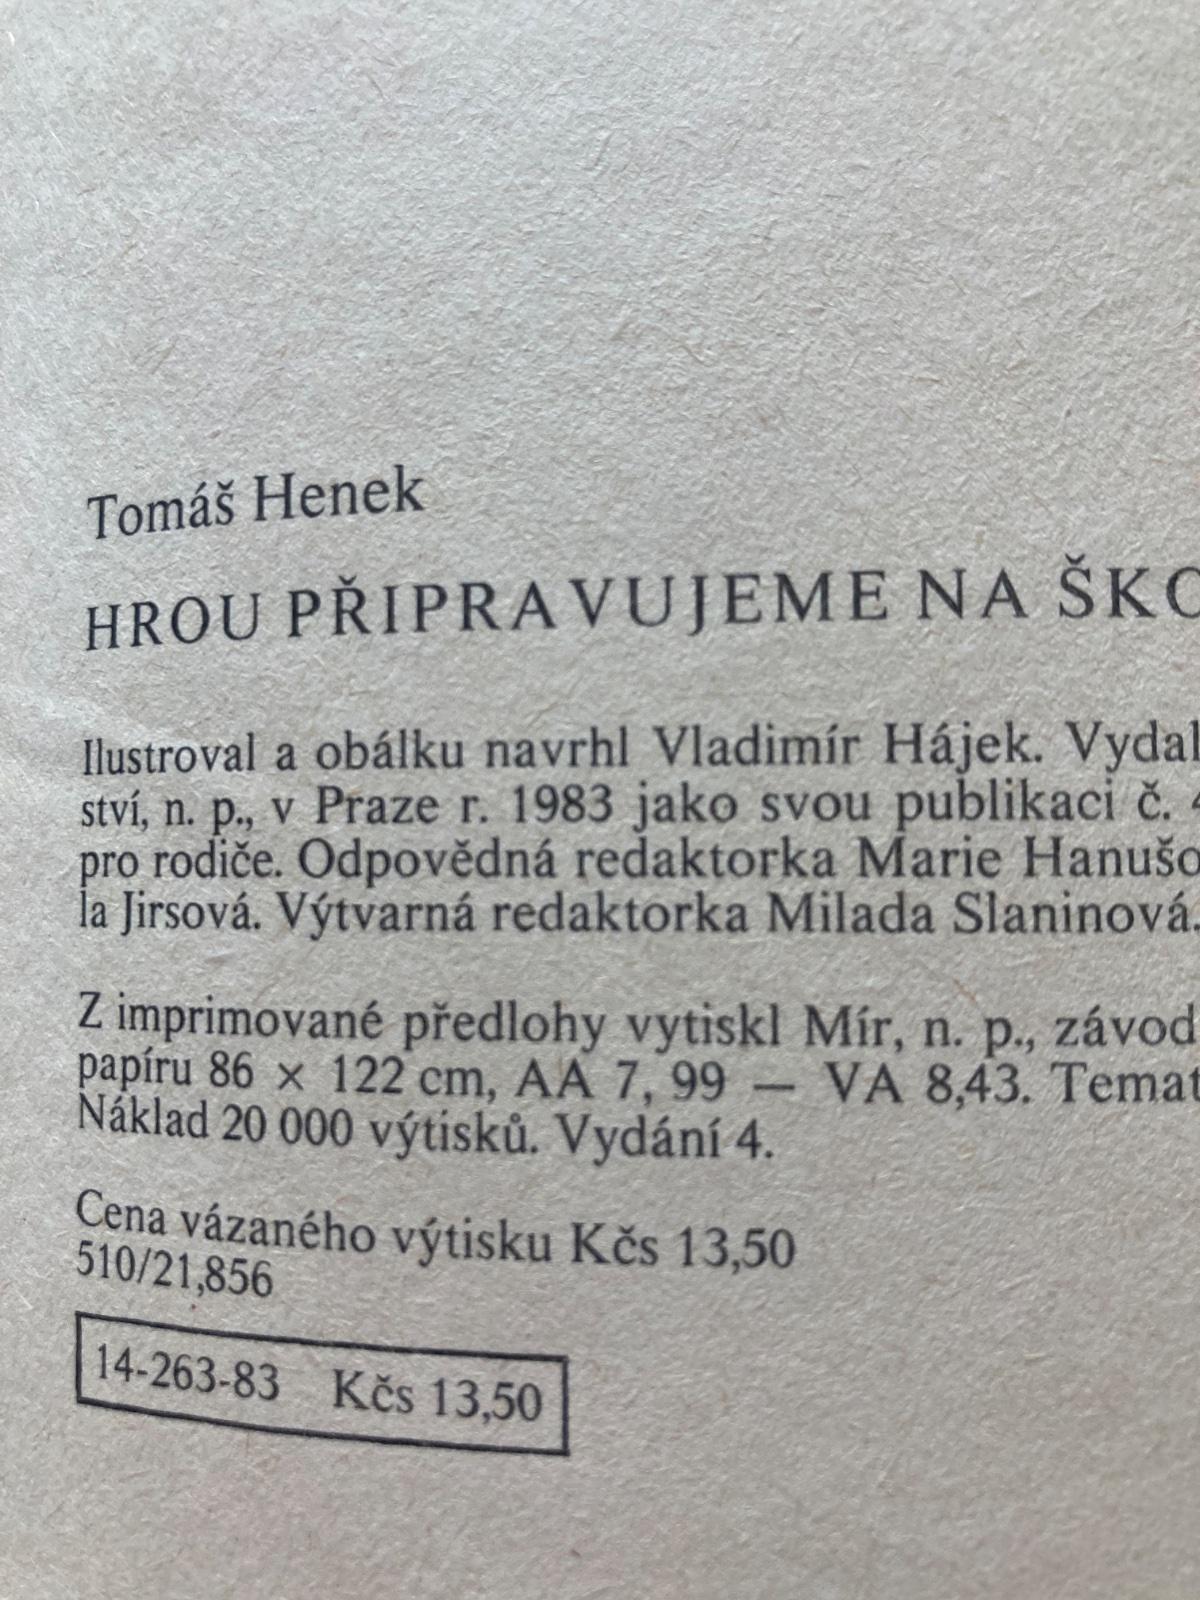 Tomáš Henek
HROU PŘIPRAVUJEME NA ŠKO
Ilustroval a obálku navrhl Vladimír Hájek. Vydal
ství, n. p., v Praze r. 1983 jako svou publikaci č. 4
pro rodiče. Odpovědná redaktorka Marie Hanušo
la Jirsová. Výtvarná redaktorka Milada Slaninová.
Z imprimované předlohy vytiskl Mír, n. p., závod
papíru 86 × 122 cm, AA 7, 99 — VA 8,43. Temat
Náklad 20 000 výtisků. Vydání 4.
Cena vázaného výtisku Kčs 13,50
510/21,856
14-263-83 Kčs 13,50